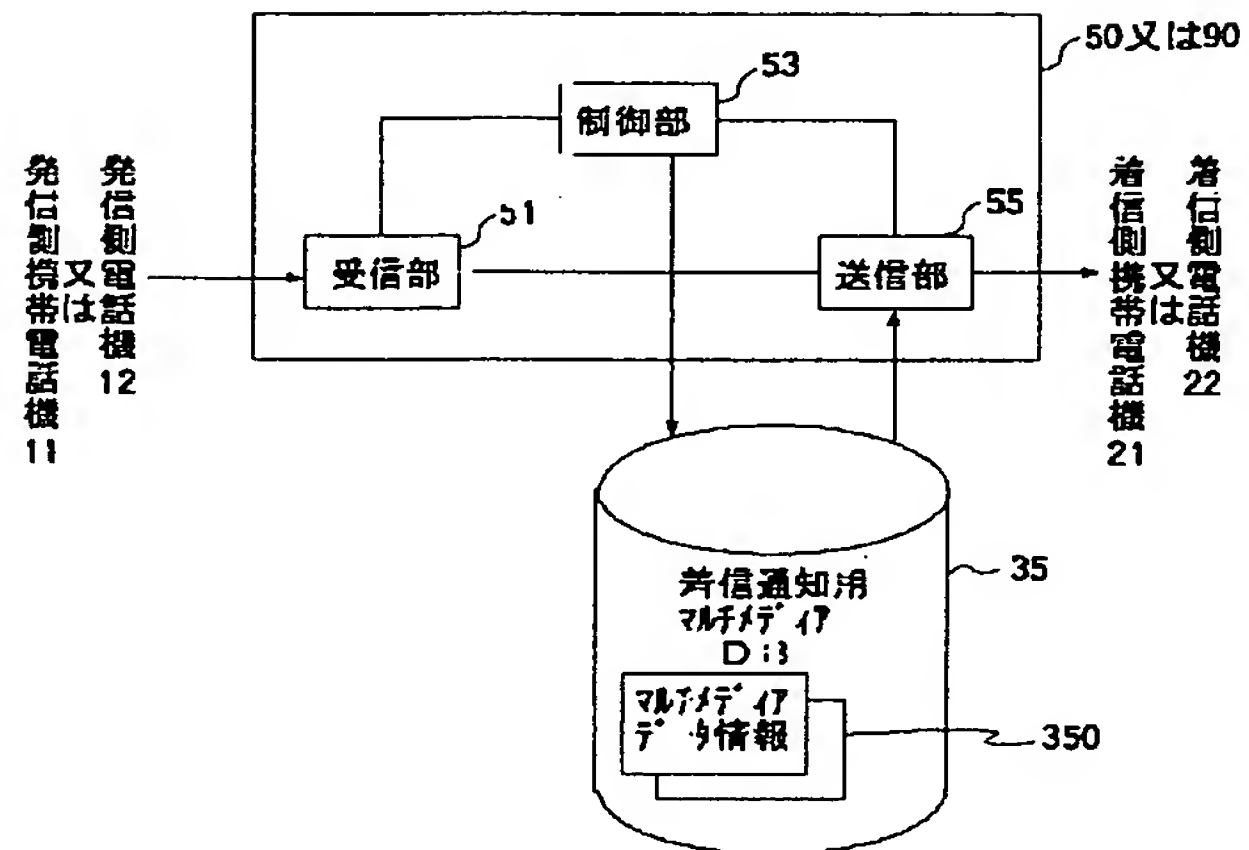 50又は90
53
制御部
発信側携帯電話機11
又は
発信側電話機12
51
受信部
55
送信部
着信側携帯電話機21
又は
着信側電話機22
35
着信通知用
マルチメディア
DB
マルチメディア
データ情報
350